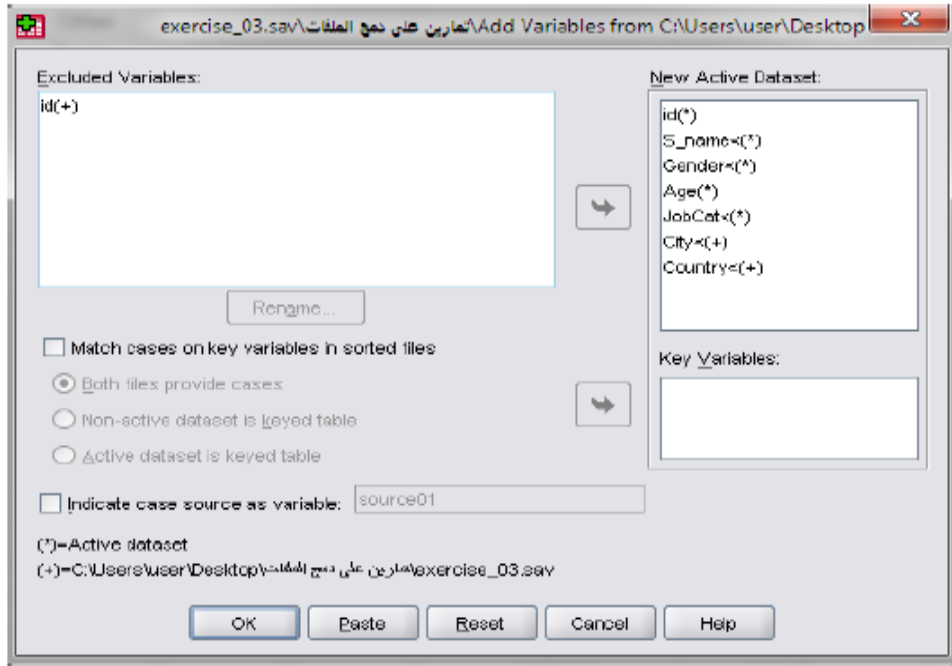 Add Variables from C:\Users\user\Desktop\تمارين على دمج الملفات\exercise_03.sav
Excluded Variables:
id(+)
Rename...
Match cases on key variables in sorted files
Both files provide cases
Non-active dataset is keyed table
Active dataset is keyed table
Indicate case source as variable: source01
New Active Dataset:
id(*)
S_name<(*)
Gender<(*)
Age(*)
JobCat<(*)
City<(+)
Country<(+)
Key Variables:
(*)=Active dataset
(+)=C:\Users\user\Desktop\تمارين على دمج الملفات\exercise_03.sav
OK Paste Reset Cancel Help